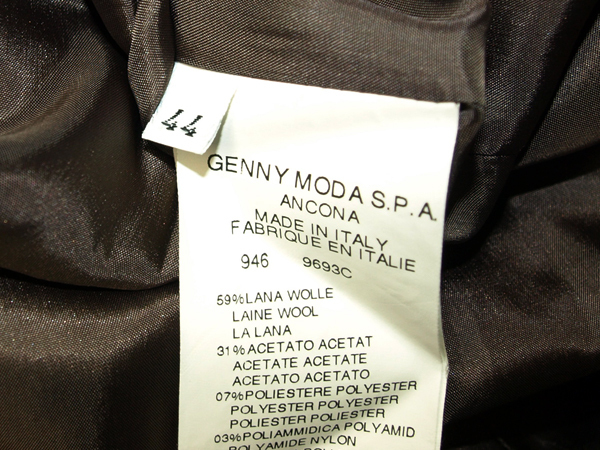 44
GENNY MODA S.P.A.
ANCONA
MADE IN ITALY
FABRIQUE EN ITALIE
946 9693C
59%LANA WOLLE
LAINE WOOL
LA LANA
31%ACETATO ACETAT
ACETATE ACETATE
ACETATO ACETATO
07%POLIESTERE POLYESTER
POLYESTER POLYESTER
POLIESTER POLIESTER
03%POLIAMMIDICA POLYAMID
POLYAMIDE NYLON